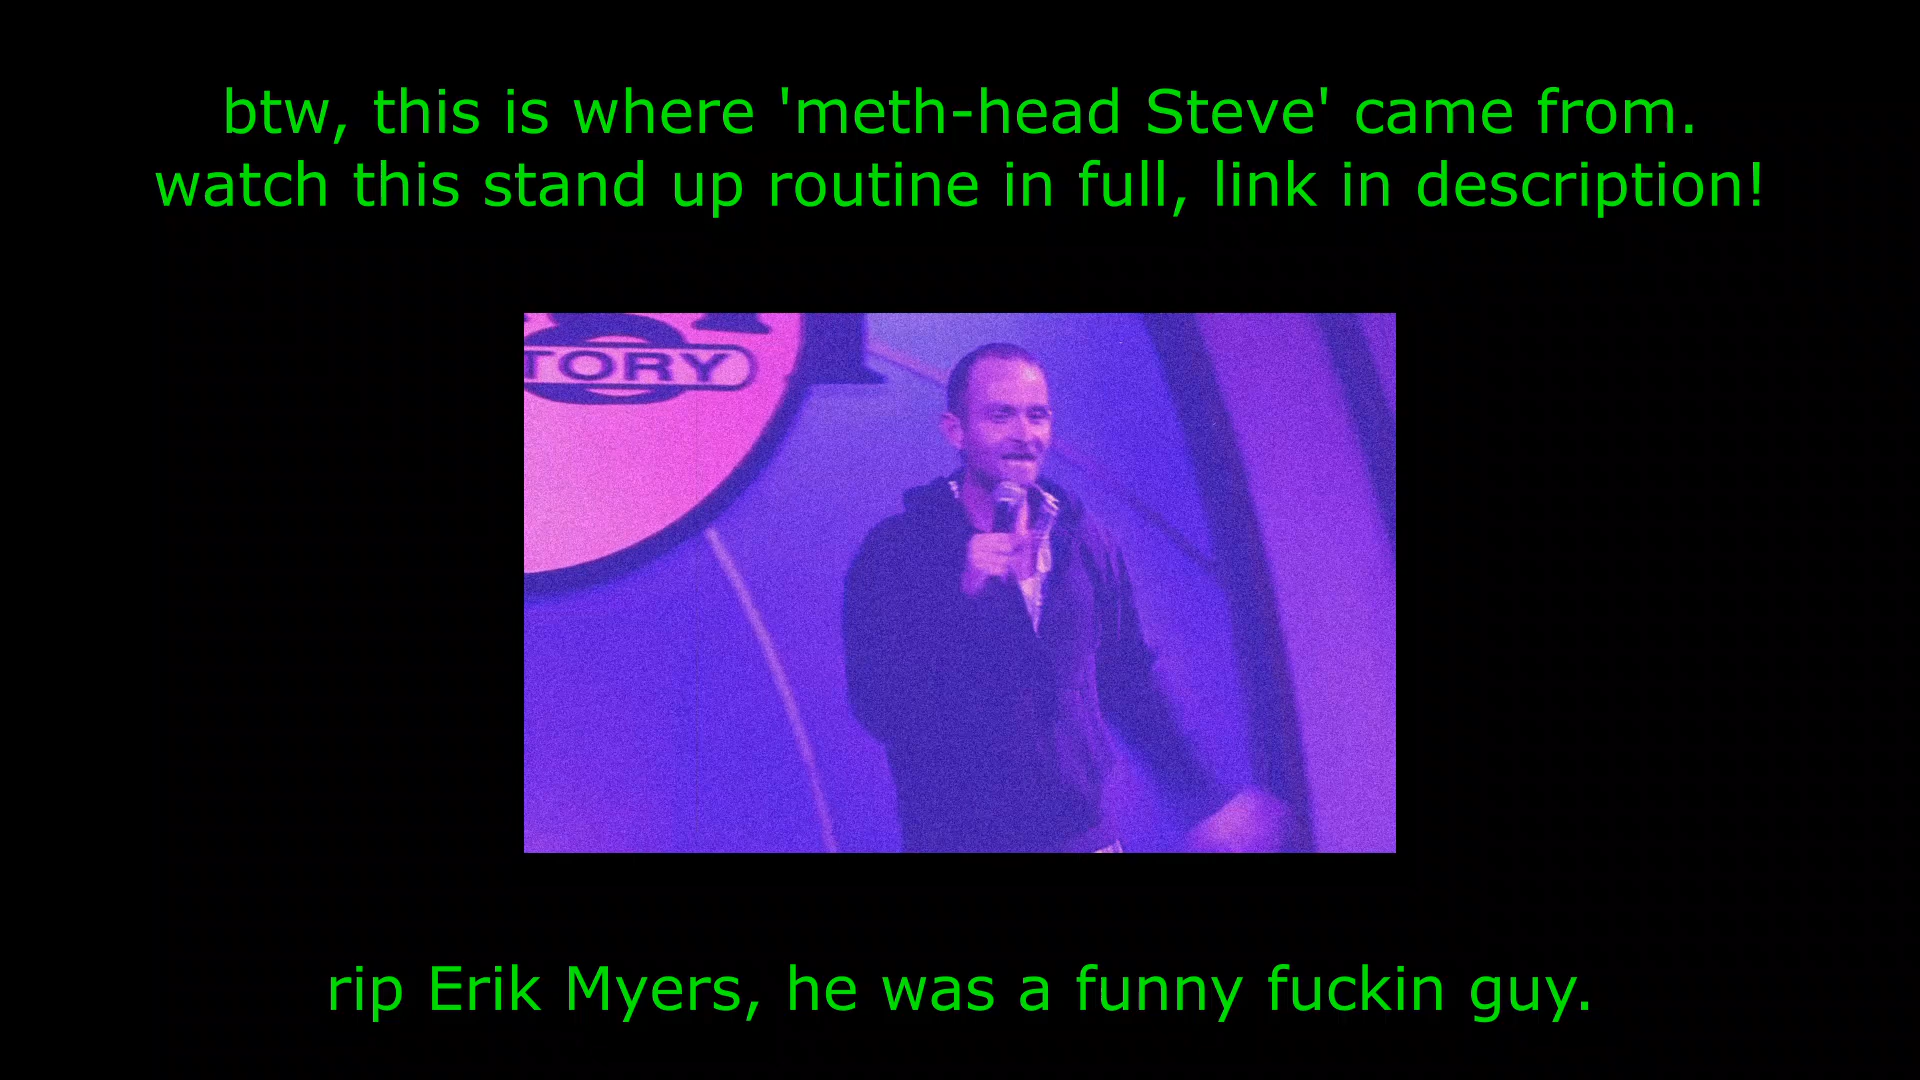 btw, this is where 'meth-head Steve' came from.
watch this stand up routine in full, link in description!
TORY
rip Erik Myers, he was a funny fuckin guy.